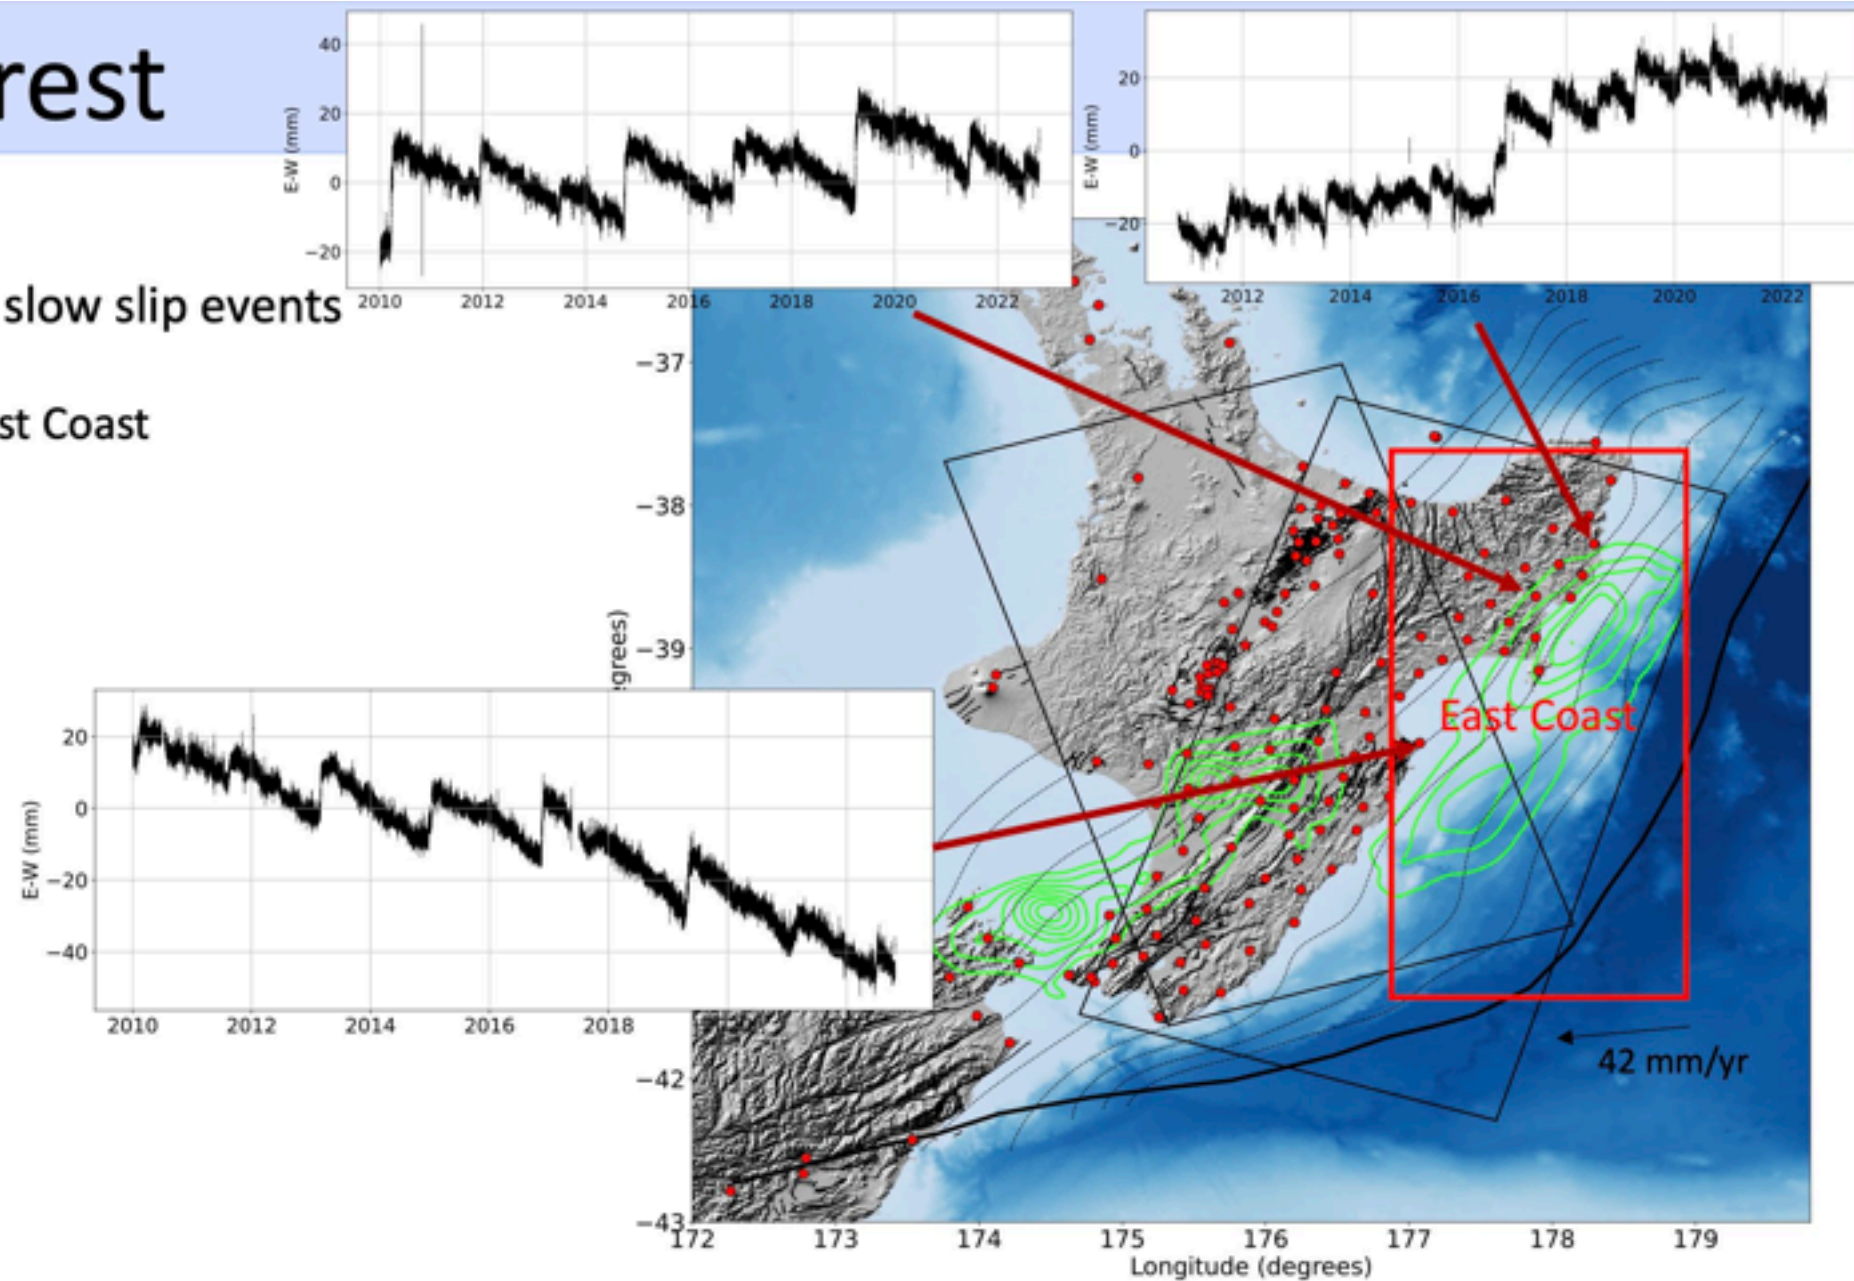 rest
slow slip events
st Coast
40
20
0
−20
E-W (mm)
2010 2012 2014 2016 2018 2020 2022
20
0
−20
E-W (mm)
2012 2014 2016 2018 2020 2022
20
0
−20
−40
E-W (mm)
2010 2012 2014 2016 2018
−37
−38
−39
−42
−43
egrees)
East Coast
42 mm/yr
172 173 174 175 176 177 178 179
Longitude (degrees)